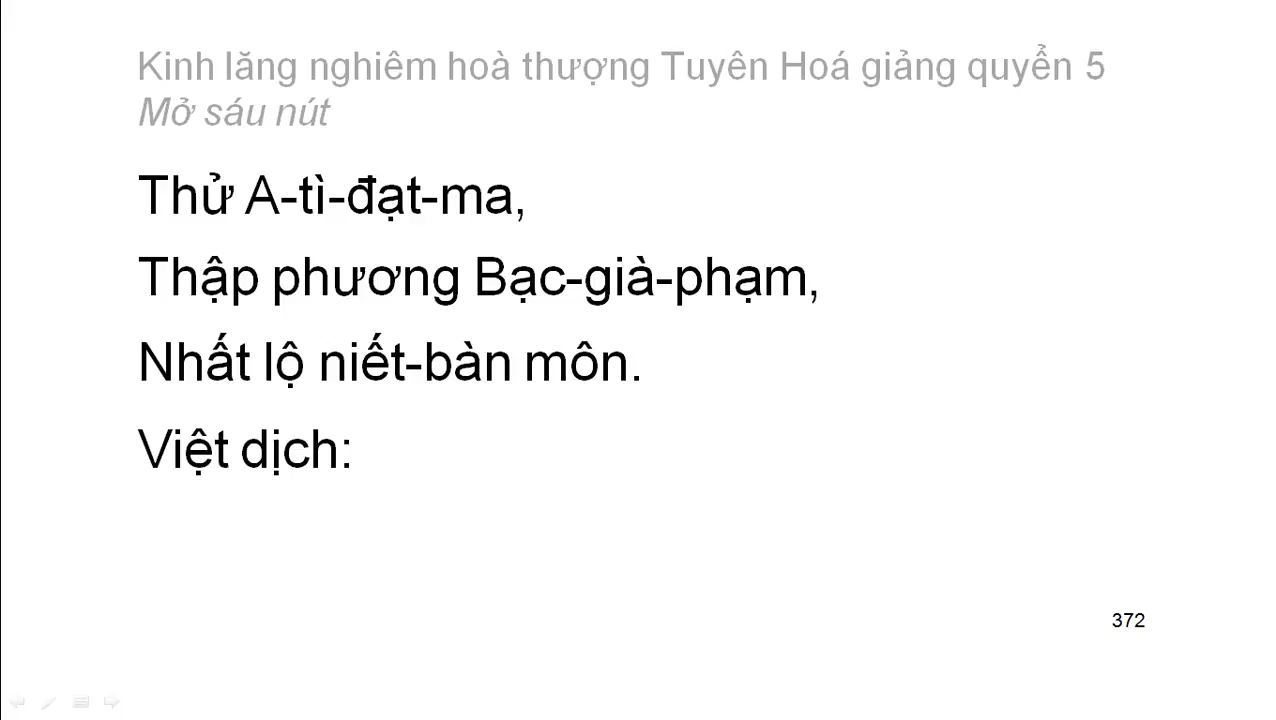 Kinh lăng nghiêm hoà thượng Tuyên Hoá giảng quyển 5
Mở sáu nút
Thử A-tì-đạt-ma,
Thập phương Bạc-già-phạm,
Nhất lộ niết-bàn môn.
Việt dịch:
372